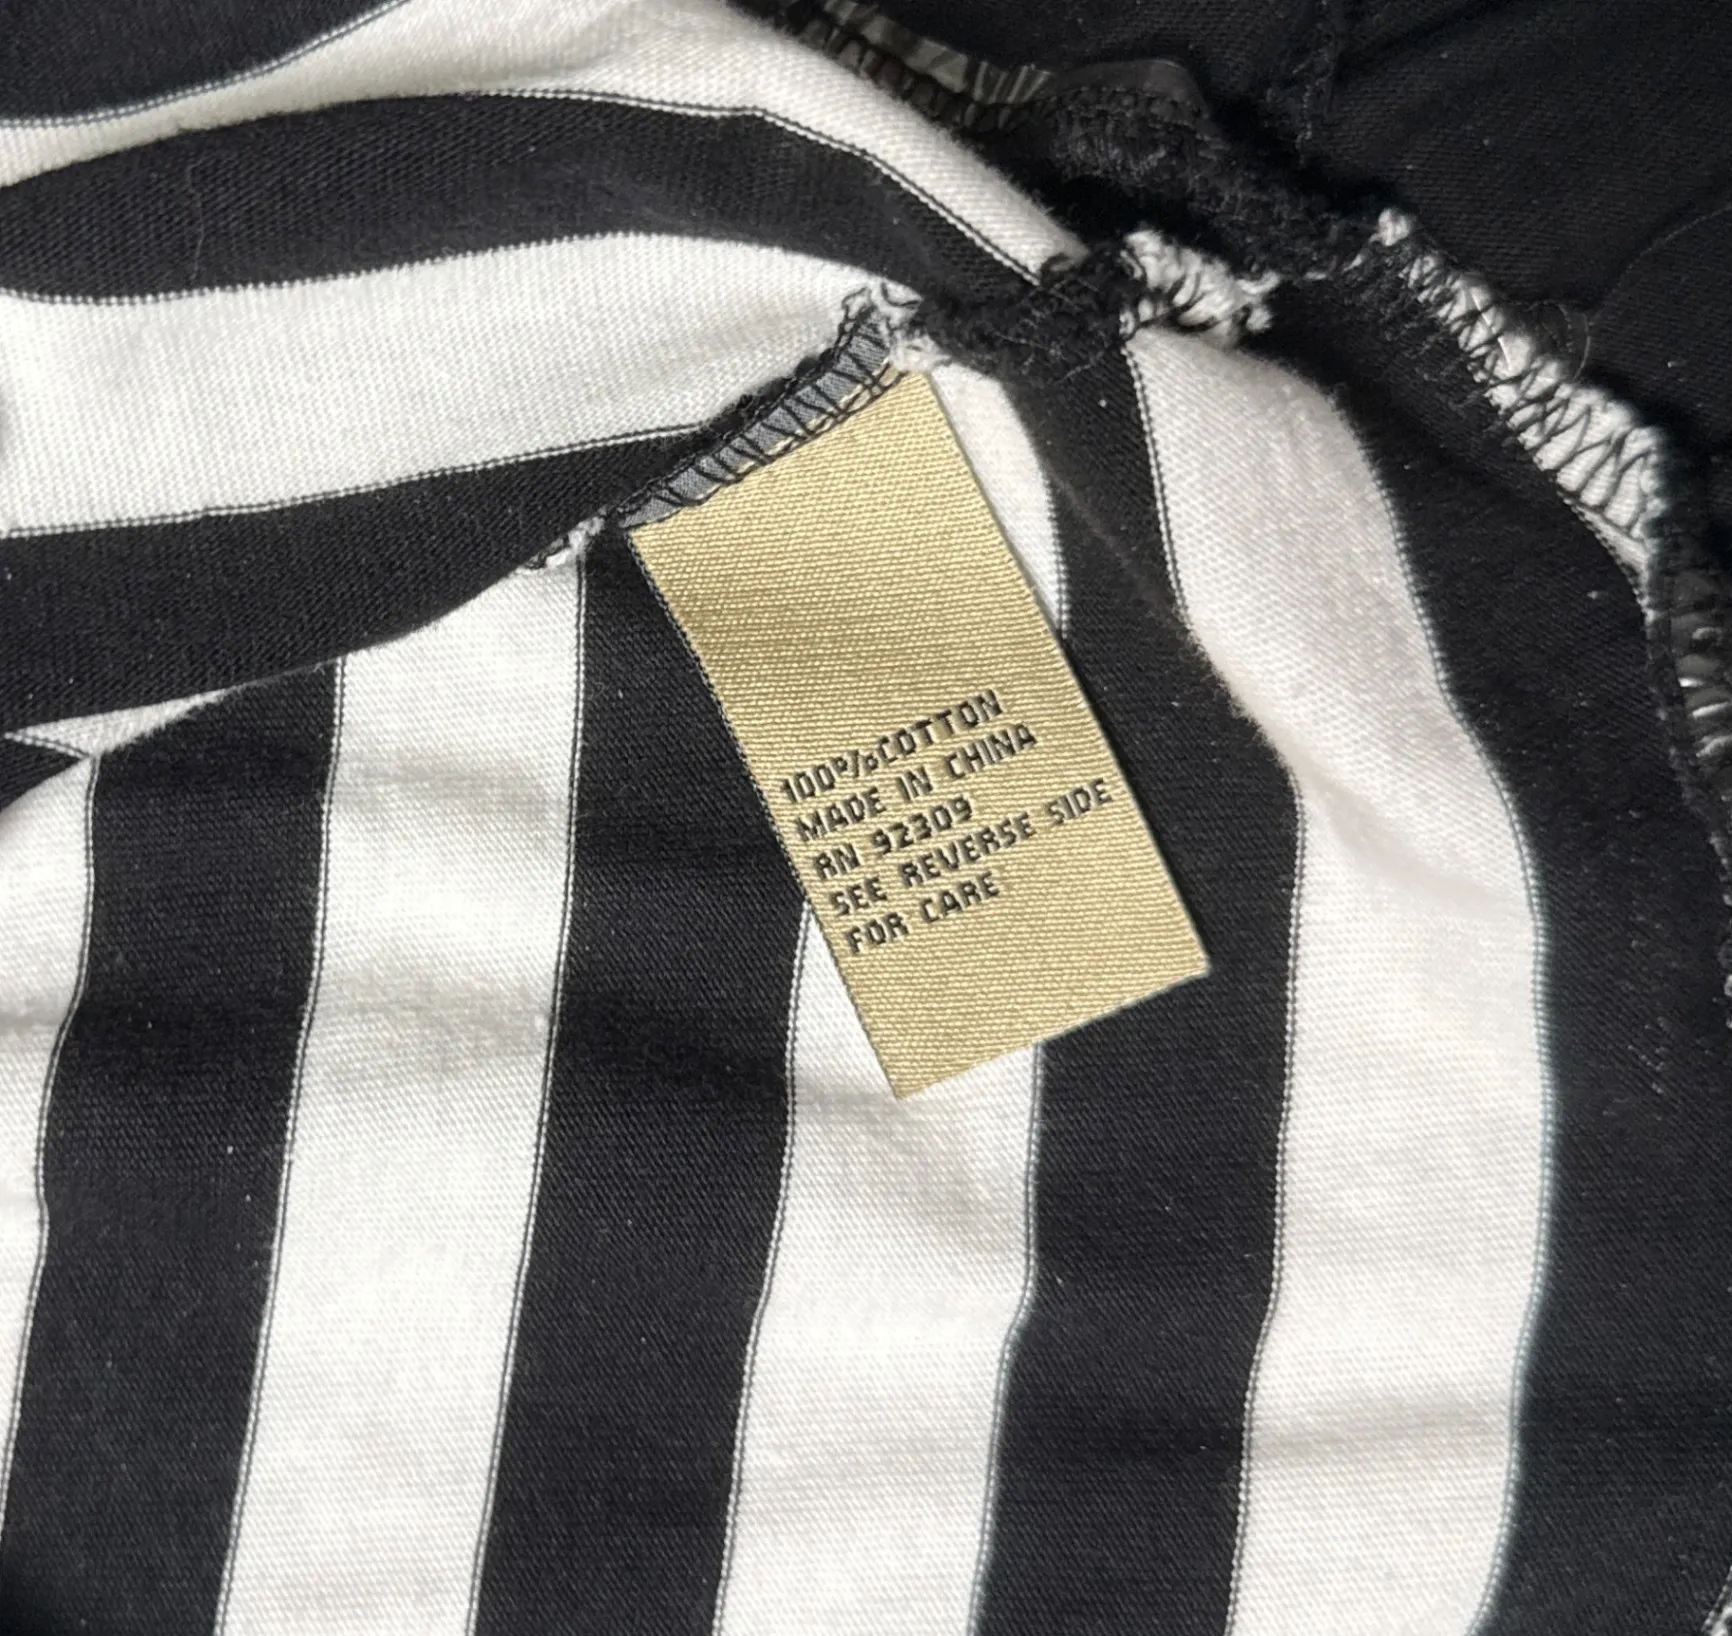 100%COTTON
MADE IN CHINA
RN 92309
SEE REVERSE SIDE
FOR CARE